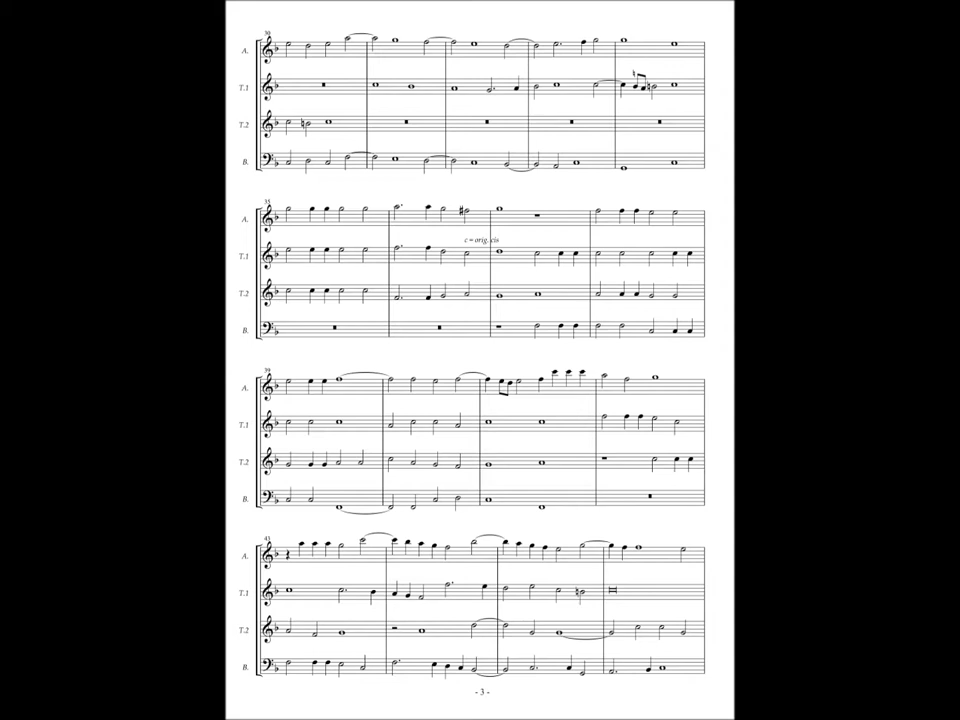 30
A.
T.1
T.2
B.
35
A.
c = orig. cis
T.1
T.2
B.
39
A.
T.1
T.2
B.
43
A.
T.1
T.2
B.
- 3 -